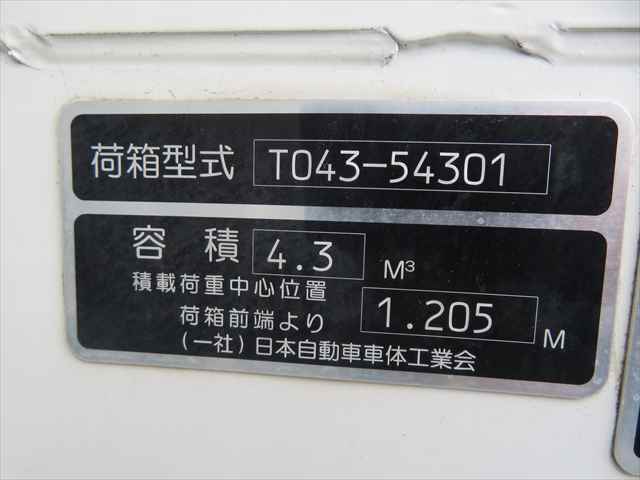 荷箱型式 T043-54301
容積 4.3 M³
積載荷重中心位置
荷箱前端より 1.205 M
(一社)日本自動車車体工業会